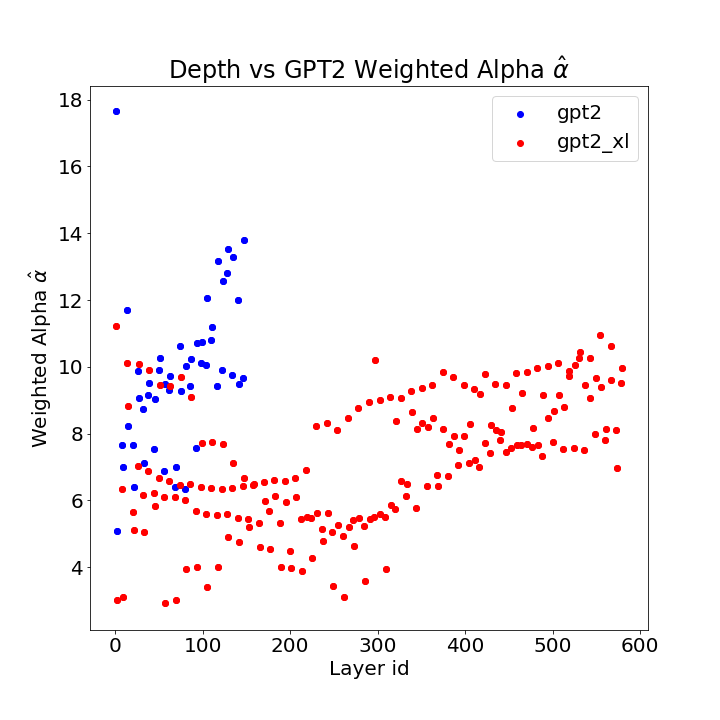 Depth vs GPT2 Weighted Alpha α̂
gpt2
gpt2_xl
18
16
14
12
10
8
6
4
Weighted Alpha α̂
0 100 200 300 400 500 600
Layer id